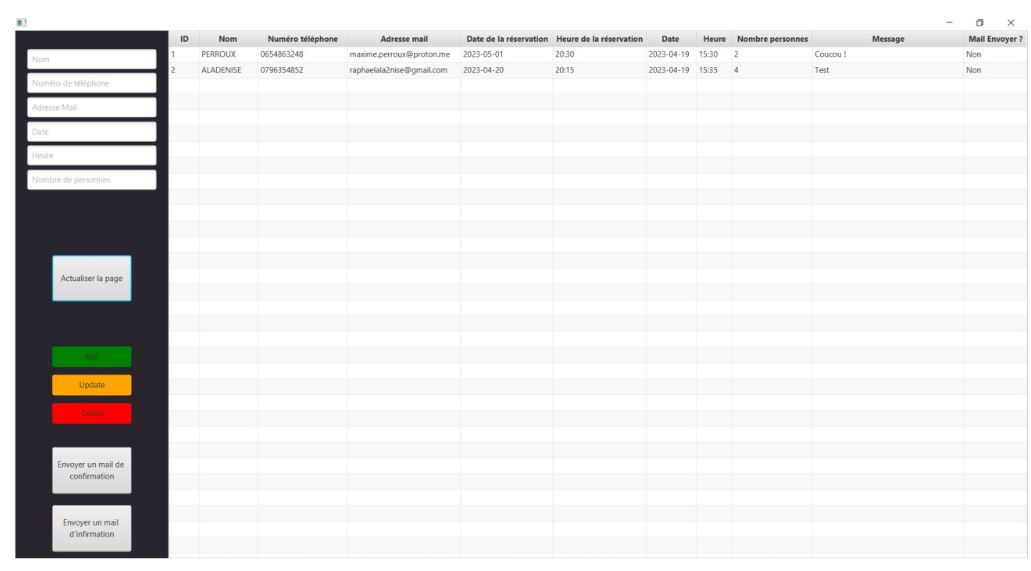 ID Nom Numéro téléphone Adresse mail Date de la réservation Heure de la réservation Date Heure Nombre personnes Message Mail Envoyer ?
1 PERROUX 0654863248 maxime.perroux@proton.me 2023-05-01 20:30 2023-04-19 15:30 2 Coucou ! Non
2 ALADENISE 0796354852 raphaelala2nise@gmail.com 2023-04-20 20:15 2023-04-19 15:35 4 Test Non
Nom
Numéro de téléphone
Adresse Mail
Date
Heure
Nombre de personnes
Actualiser la page
Add
Update
Delete
Envoyer un mail de
confirmation
Envoyer un mail
d'infirmation